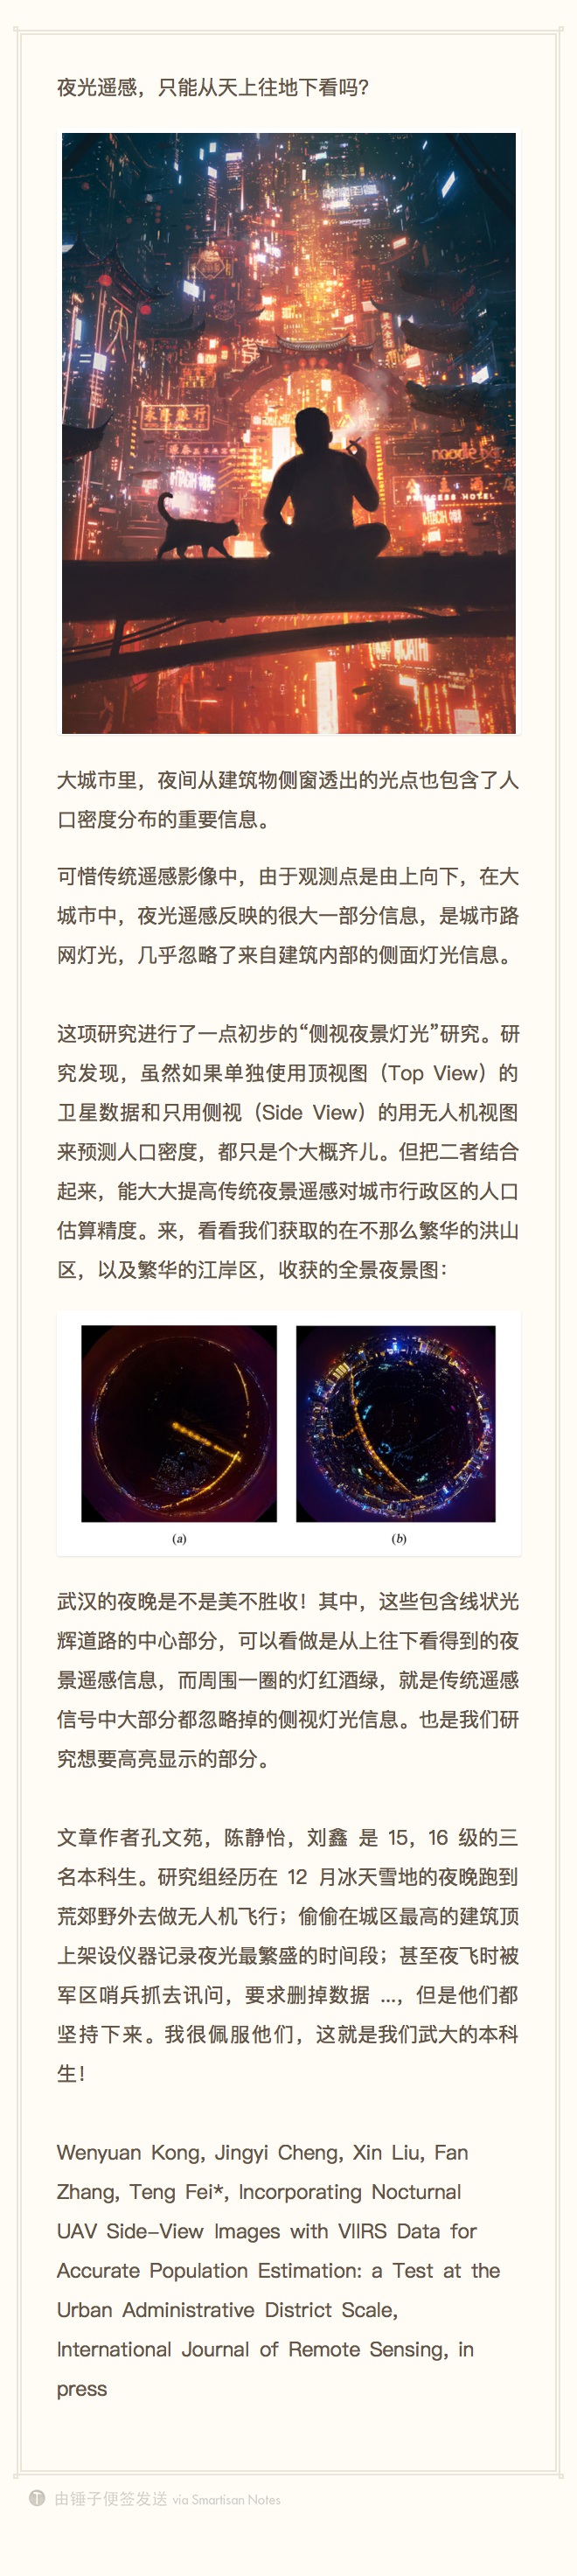 夜光遥感，只能从天上往地下看吗？
noodle bar
公主酒店
PRINCESS HOTEL
大城市里，夜间从建筑物侧窗透出的光点也包含了人
口密度分布的重要信息。
可惜传统遥感影像中，由于观测点是由上向下，在大
城市中，夜光遥感反映的很大一部分信息，是城市路
网灯光，几乎忽略了来自建筑内部的侧面灯光信息。
这项研究进行了一点初步的“侧视夜景灯光”研究。研
究发现，虽然如果单独使用顶视图（Top View）的
卫星数据和只用侧视（Side View）的用无人机视图
来预测人口密度，都只是个大概齐儿。但把二者结合
起来，能大大提高传统夜景遥感对城市行政区的人口
估算精度。来，看看我们获取的在不那么繁华的洪山
区，以及繁华的江岸区，收获的全景夜景图：
(a) (b)
武汉的夜晚是不是美不胜收！其中，这些包含线状光
辉道路的中心部分，可以看做是从上往下看得到的夜
景遥感信息，而周围一圈的灯红酒绿，就是传统遥感
信号中大部分都忽略掉的侧视灯光信息。也是我们研
究想要高亮显示的部分。
文章作者孔文苑，陈静怡，刘鑫 是 15，16 级的三
名本科生。研究组经历在 12 月冰天雪地的夜晚跑到
荒郊野外去做无人机飞行；偷偷在城区最高的建筑顶
上架设仪器记录夜光最繁盛的时间段；甚至夜飞时被
军区哨兵抓去讯问，要求删掉数据 ...，但是他们都
坚持下来。我很佩服他们，这就是我们武大的本科
生！
Wenyuan Kong, Jingyi Cheng, Xin Liu, Fan
Zhang, Teng Fei*, Incorporating Nocturnal
UAV Side-View Images with VIIRS Data for
Accurate Population Estimation: a Test at the
Urban Administrative District Scale,
International Journal of Remote Sensing, in
press
由锤子便签发送 via Smartisan Notes